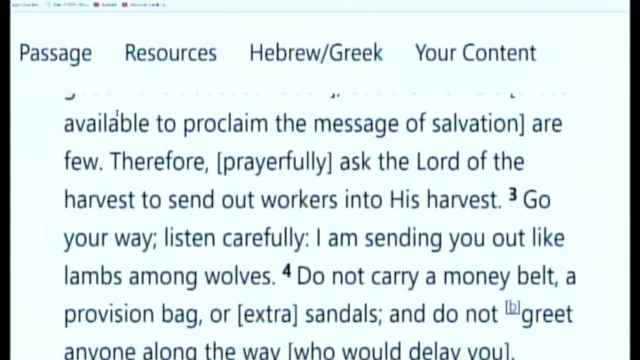 Passage Resources Hebrew/Greek Your Content
available to proclaim the message of salvation] are
few. Therefore, [prayerfully] ask the Lord of the
harvest to send out workers into His harvest. 3 Go
your way; listen carefully: I am sending you out like
lambs among wolves. 4 Do not carry a money belt, a
provision bag, or [extra] sandals; and do not [b]greet
anyone along the way [who would delay you].